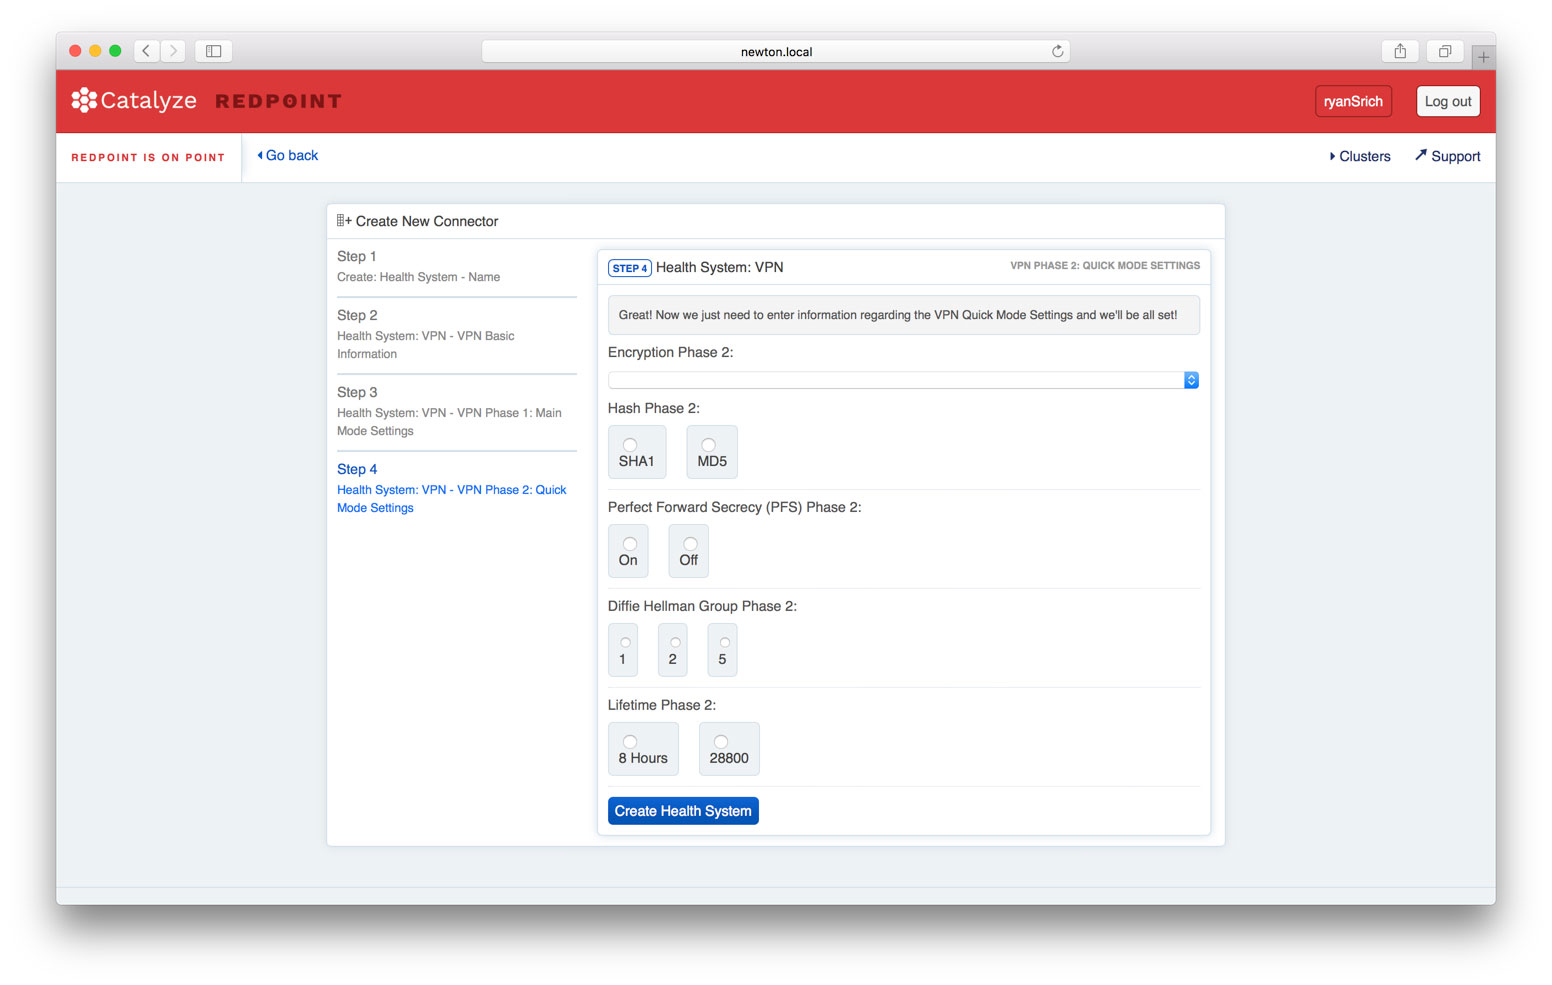 newton.local
Catalyze REDPOINT
ryanSrich
Log out
REDPOINT IS ON POINT
Go back
Clusters
Support
Create New Connector
Step 1
Create: Health System - Name
Step 2
Health System: VPN - VPN Basic
Information
Step 3
Health System: VPN - VPN Phase 1: Main
Mode Settings
Step 4
Health System: VPN - VPN Phase 2: Quick
Mode Settings
STEP 4 Health System: VPN
VPN PHASE 2: QUICK MODE SETTINGS
Great! Now we just need to enter information regarding the VPN Quick Mode Settings and we'll be all set!
Encryption Phase 2:
Hash Phase 2:
SHA1 MD5
Perfect Forward Secrecy (PFS) Phase 2:
On Off
Diffie Hellman Group Phase 2:
1 2 5
Lifetime Phase 2:
8 Hours 28800
Create Health System